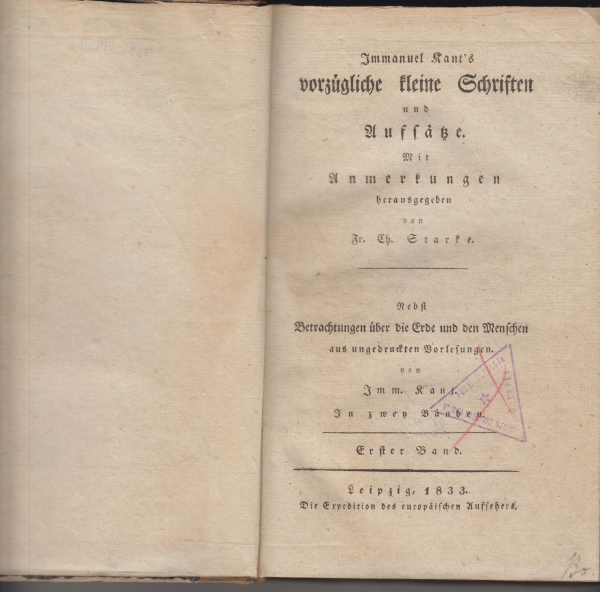 Immanuel Kant's
vorzügliche kleine Schriften
und
Aufsätze.
Mit
Anmerkungen
herausgegeben
von
Fr. Ch. Starke.
Nebst
Betrachtungen über die Erde und den Menschen
aus ungedruckten Vorlesungen.
von
Imm. Kant.
In zwey Bänden.
Erster Band.
Leipzig, 1833.
Die Expedition des europäischen Aufsehers.